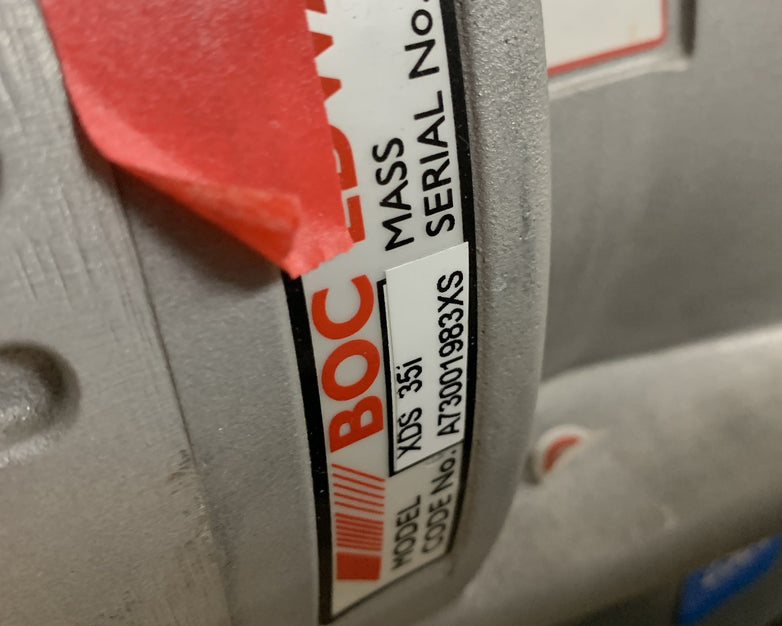 BOC
MODEL XDS 35i MASS
CODE No. A73001983XS SERIAL No.